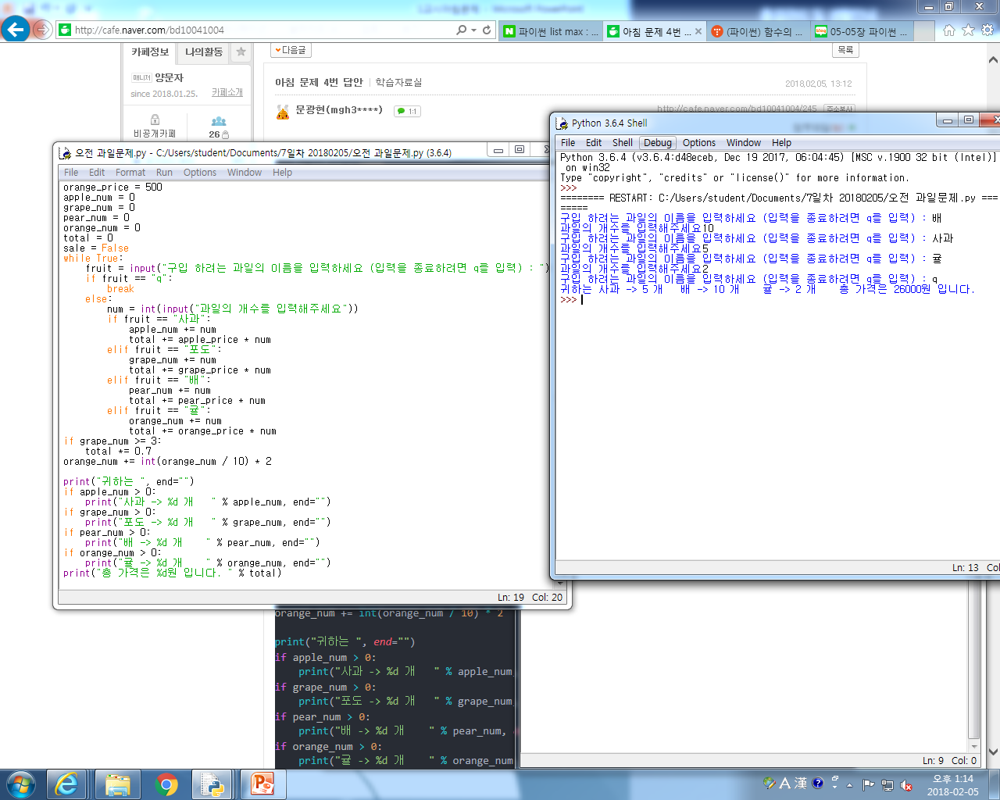 http://cafe.naver.com/bd10041004
파이썬 list max : ...
아침 문제 4번 ...
(파이썬) 함수의 ...
05-05장 파이썬 ...
카페정보
나의활동
다음글
목록
매니저 양문자
since 2018.01.25.
카페소개
비공개카페
26
아침 문제 4번 답안 | 학습자료실
2018.02.05. 13:12
문광현(mgh3****)
1:1
http://cafe.naver.com/bd10041004/245
주소복사
오전 과일문제.py - C:/Users/student/Documents/7일차 20180205/오전 과일문제.py (3.6.4)
File Edit Format Run Options Window Help
orange_price = 500
apple_num = 0
grape_num = 0
pear_num = 0
orange_num = 0
total = 0
sale = False
while True:
    fruit = input("구입 하려는 과일의 이름을 입력하세요 (입력을 종료하려면 q를 입력) : ")
    if fruit == "q":
        break
    else:
        num = int(input("과일의 개수를 입력해주세요"))
        if fruit == "사과":
            apple_num += num
            total += apple_price * num
        elif fruit == "포도":
            grape_num += num
            total += grape_price * num
        elif fruit == "배":
            pear_num += num
            total += pear_price * num
        elif fruit == "귤":
            orange_num += num
            total += orange_price * num
if grape_num >= 3:
    total *= 0.7
orange_num += int(orange_num / 10) * 2
print("귀하는 ", end="")
if apple_num > 0:
    print("사과 -> %d 개   " % apple_num, end="")
if grape_num > 0:
    print("포도 -> %d 개   " % grape_num, end="")
if pear_num > 0:
    print("배 -> %d 개    " % pear_num, end="")
if orange_num > 0:
    print("귤 -> %d 개    " % orange_num, end="")
print("총 가격은 %d원 입니다. " % total)
Ln: 19 Col: 20
Python 3.6.4 Shell
File Edit Shell Debug Options Window Help
Python 3.6.4 (v3.6.4:d48eceb, Dec 19 2017, 06:04:45) [MSC v.1900 32 bit (Intel)]
 on win32
Type "copyright", "credits" or "license()" for more information.
>>>
======== RESTART: C:/Users/student/Documents/7일차 20180205/오전 과일문제.py ===
=====
구입 하려는 과일의 이름을 입력하세요 (입력을 종료하려면 q를 입력) : 배
과일의 개수를 입력해주세요10
구입 하려는 과일의 이름을 입력하세요 (입력을 종료하려면 q를 입력) : 사과
과일의 개수를 입력해주세요5
구입 하려는 과일의 이름을 입력하세요 (입력을 종료하려면 q를 입력) : 귤
과일의 개수를 입력해주세요2
구입 하려는 과일의 이름을 입력하세요 (입력을 종료하려면 q를 입력) : q
귀하는 사과 -> 5 개   배 -> 10 개    귤 -> 2 개    총 가격은 26000원 입니다.
>>>
Ln: 13 Col
orange_num += int(orange_num / 10) * 2
print("귀하는 ", end="")
if apple_num > 0:
    print("사과 -> %d 개   " % apple_num
if grape_num > 0:
    print("포도 -> %d 개   " % grape_num
if pear_num > 0:
    print("배 -> %d 개    " % pear_num,
if orange_num > 0:
    print("귤 -> %d 개    " % orange_num
Ln: 9 Col: 0
A 漢
오후 1:14
2018-02-05